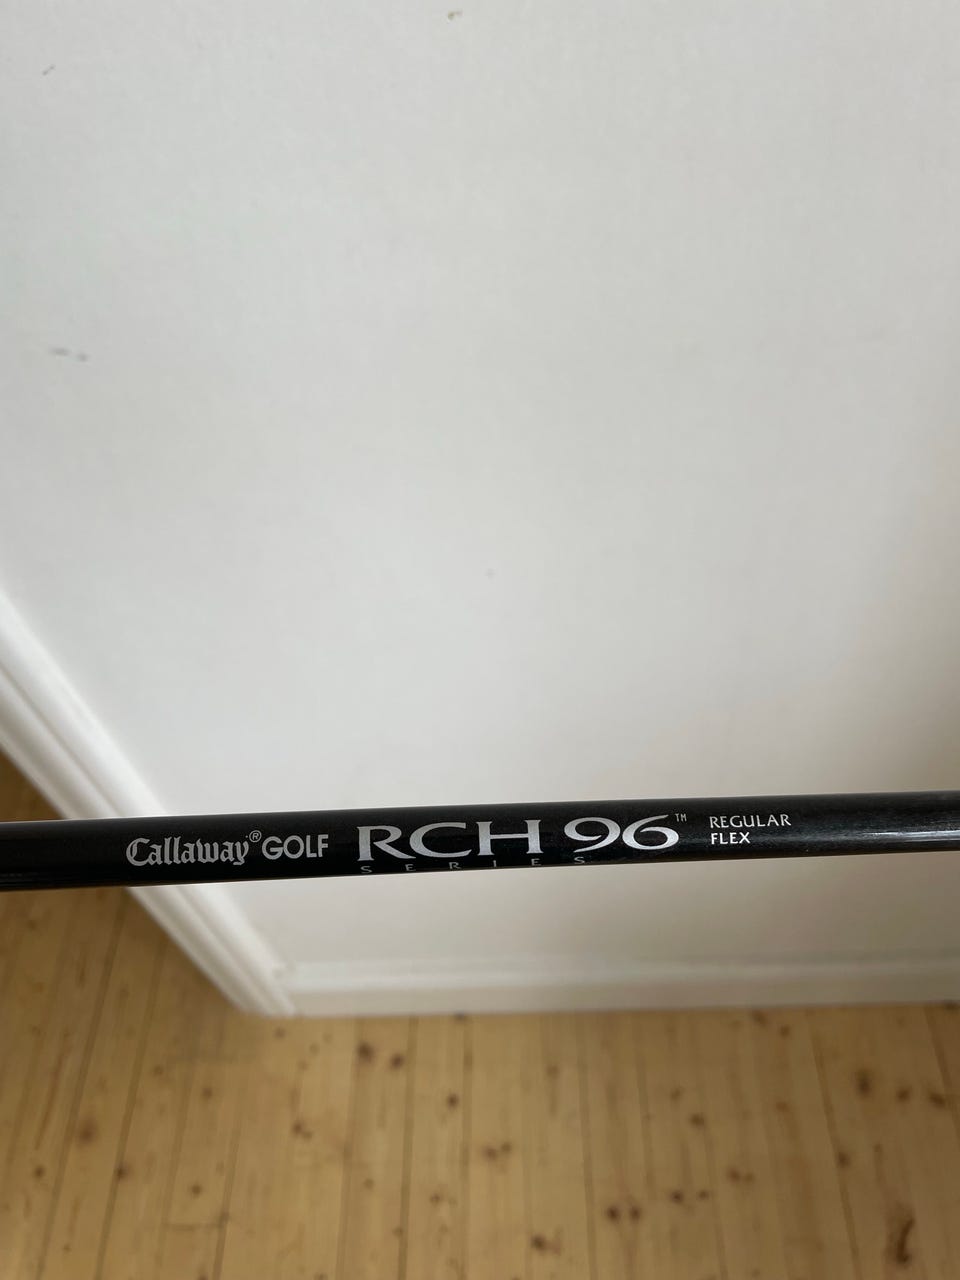 Callaway® GOLF RCH 96™ REGULAR
FLEX
SERIES